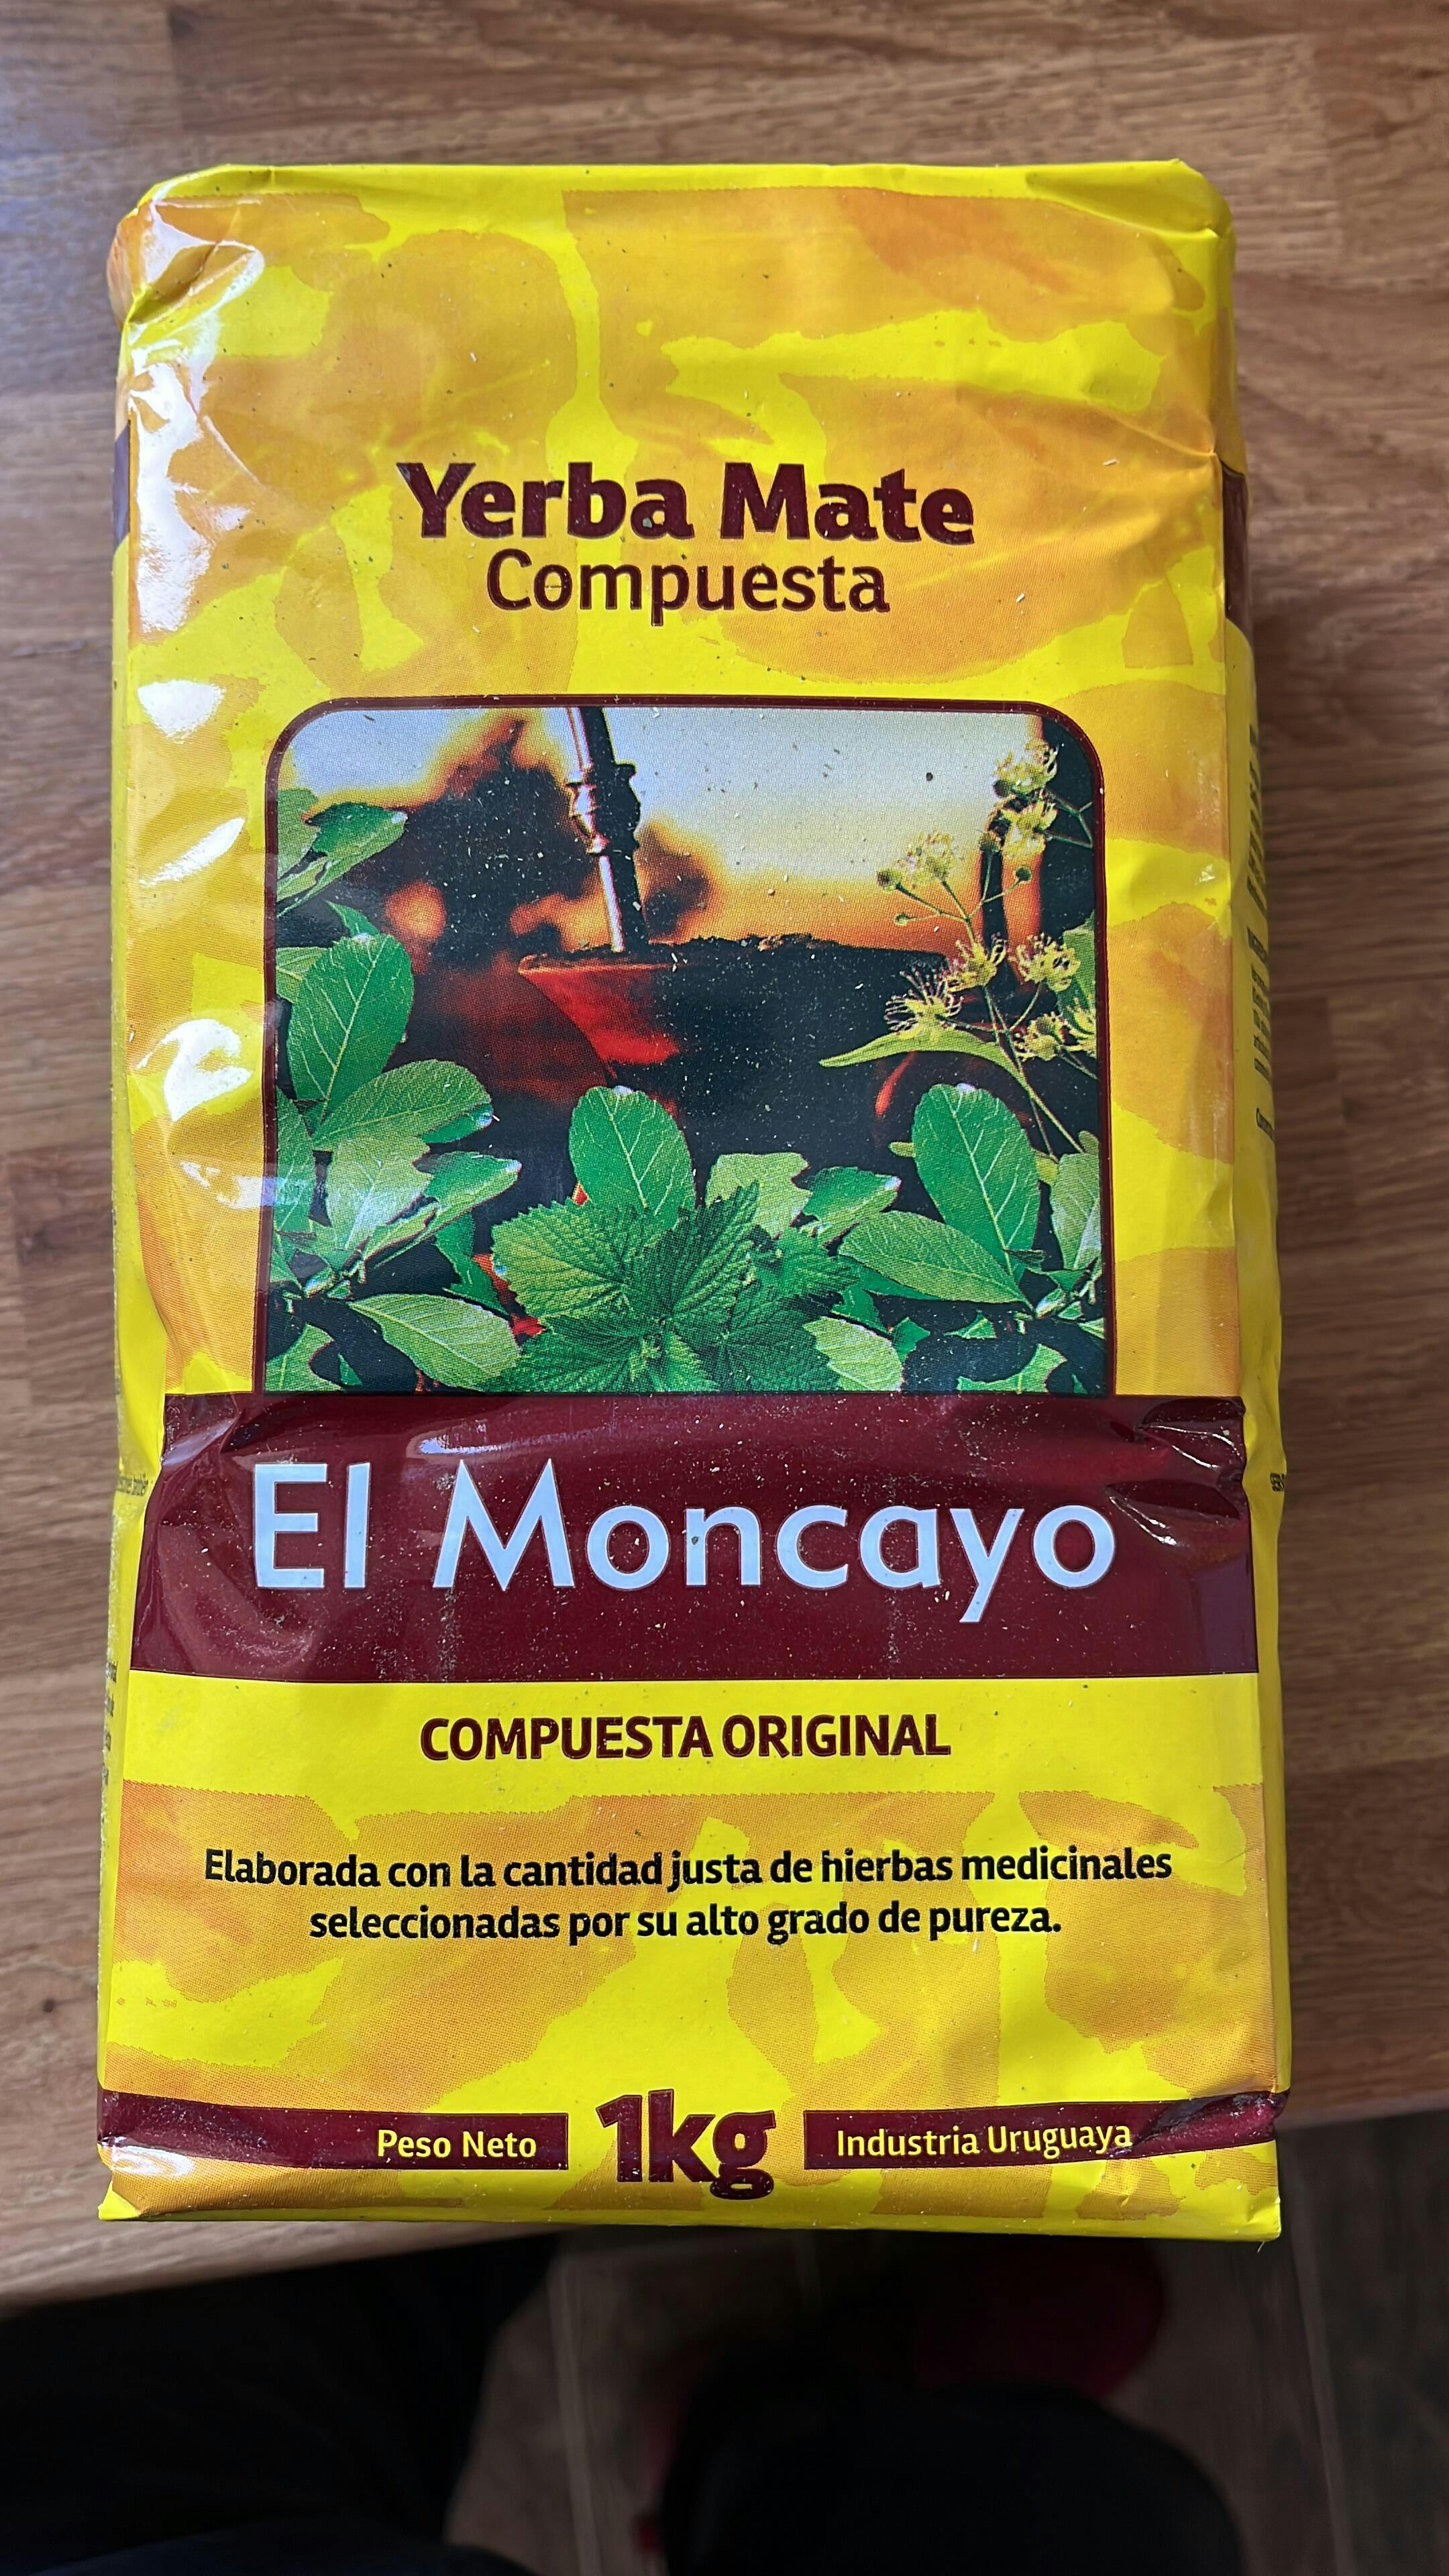 Yerba Mate
Compuesta
El Moncayo
COMPUESTA ORIGINAL
Elaborada con la cantidad justa de hierbas medicinales
seleccionadas por su alto grado de pureza.
Peso Neto 1kg Industria Uruguaya